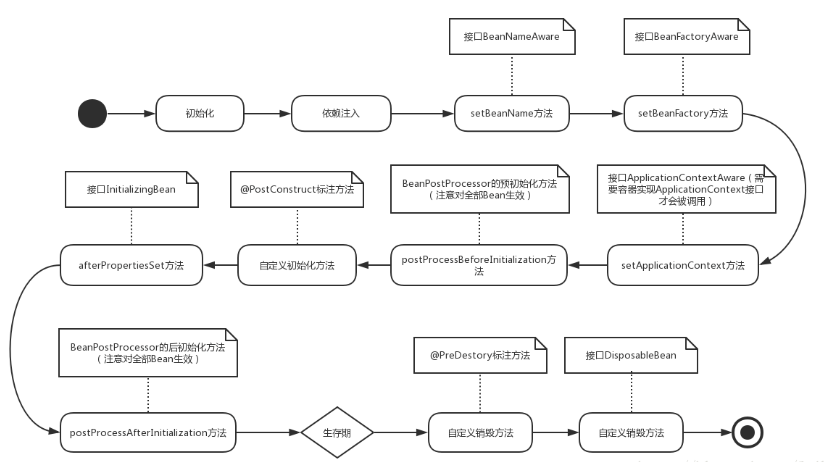 接口BeanNameAware
接口BeanFactoryAware
初始化
依赖注入
setBeanName方法
setBeanFactory方法
接口InitializingBean
@PostConstruct标注方法
BeanPostProcessor的预初始化方法
（注意对全部Bean生效）
接口ApplicationContextAware（需
要容器实现ApplicationContext接口
才会被调用）
afterPropertiesSet方法
自定义初始化方法
postProcessBeforeInitialization方
法
setApplicationContext方法
BeanPostProcessor的后初始化方法
（注意对全部Bean生效）
@PreDestory标注方法
接口DisposableBean
postProcessAfterInitialization方法
生存期
自定义销毁方法
自定义销毁方法